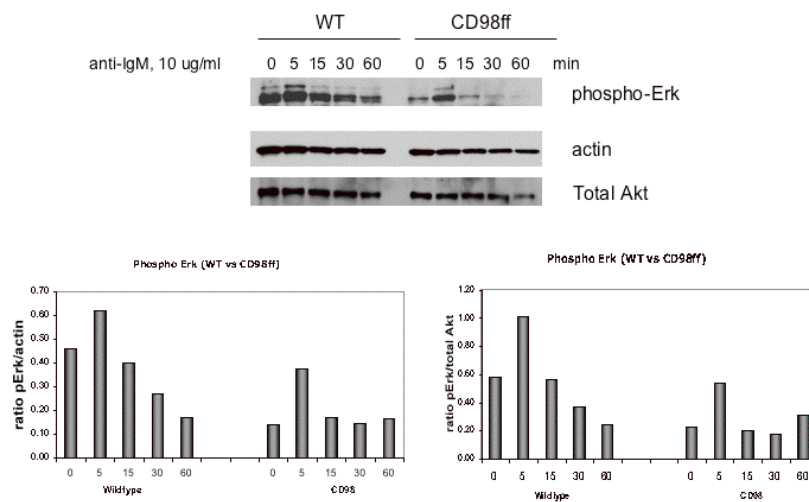 WT CD98ff
anti-IgM, 10 ug/ml 0 5 15 30 60 0 5 15 30 60 min
phospho-Erk
actin
Total Akt
Phospho Erk (WT vs CD98ff)
ratio pErk/actin
0.70
0.60
0.50
0.40
0.30
0.20
0.10
0.00
0 5 15 30 60 0 5 15 30 60
Wildtype CD98
Phospho Erk (WT vs CD98ff)
ratio pErk/total Akt
1.20
1.00
0.80
0.60
0.40
0.20
0.00
0 5 15 30 60 0 5 15 30 60
Wildtype CD98